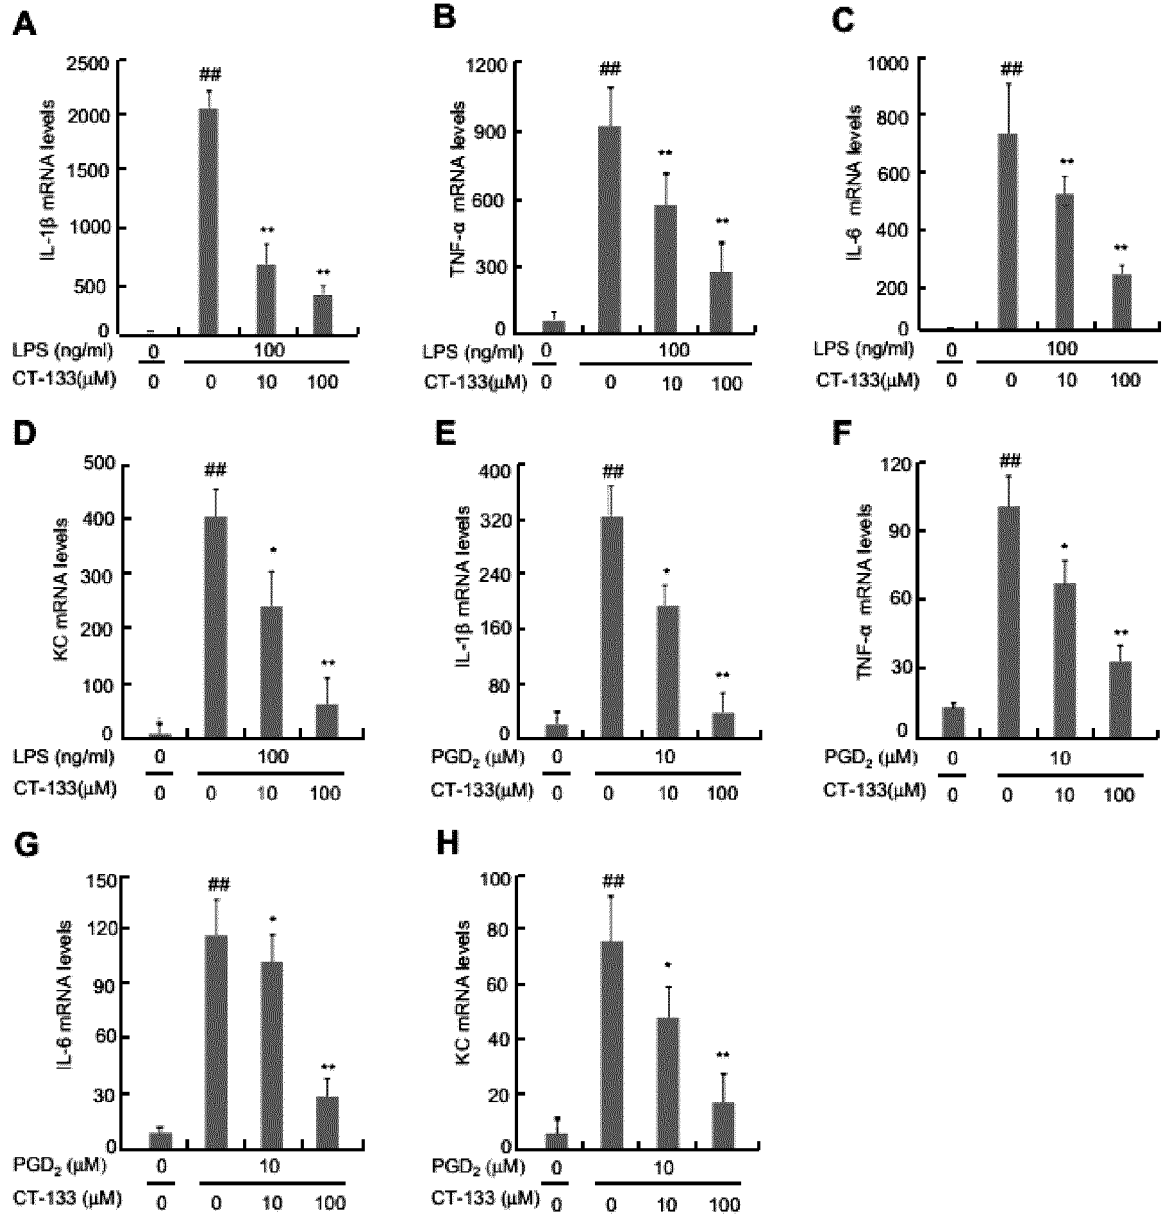 A
IL-1β mRNA levels
2500
2000
1500
1000
500
0
##
**
**
LPS (ng/ml) 0 100
CT-133(μM) 0 0 10 100
B
TNF-α mRNA levels
1200
900
600
300
0
##
**
**
LPS (ng/ml) 0 100
CT-133(μM) 0 0 10 100
C
IL-6 mRNA levels
1000
800
600
400
200
0
##
**
**
LPS (ng/ml) 0 100
CT-133(μM) 0 0 10 100
D
KC mRNA levels
500
400
300
200
100
0
##
*
**
LPS (ng/ml) 0 100
CT-133(μM) 0 0 10 100
E
IL-1β mRNA levels
400
320
240
160
80
0
##
*
**
PGD₂ (μM) 0 10
CT-133(μM) 0 0 10 100
F
TNF-α mRNA levels
120
90
60
30
0
##
*
**
PGD₂ (μM) 0 10
CT-133(μM) 0 0 10 100
G
IL-6 mRNA levels
150
120
90
60
30
0
##
*
**
PGD₂ (μM) 0 10
CT-133 (μM) 0 0 10 100
H
KC mRNA levels
100
80
60
40
20
0
##
*
**
PGD₂ (μM) 0 10
CT-133 (μM) 0 0 10 100